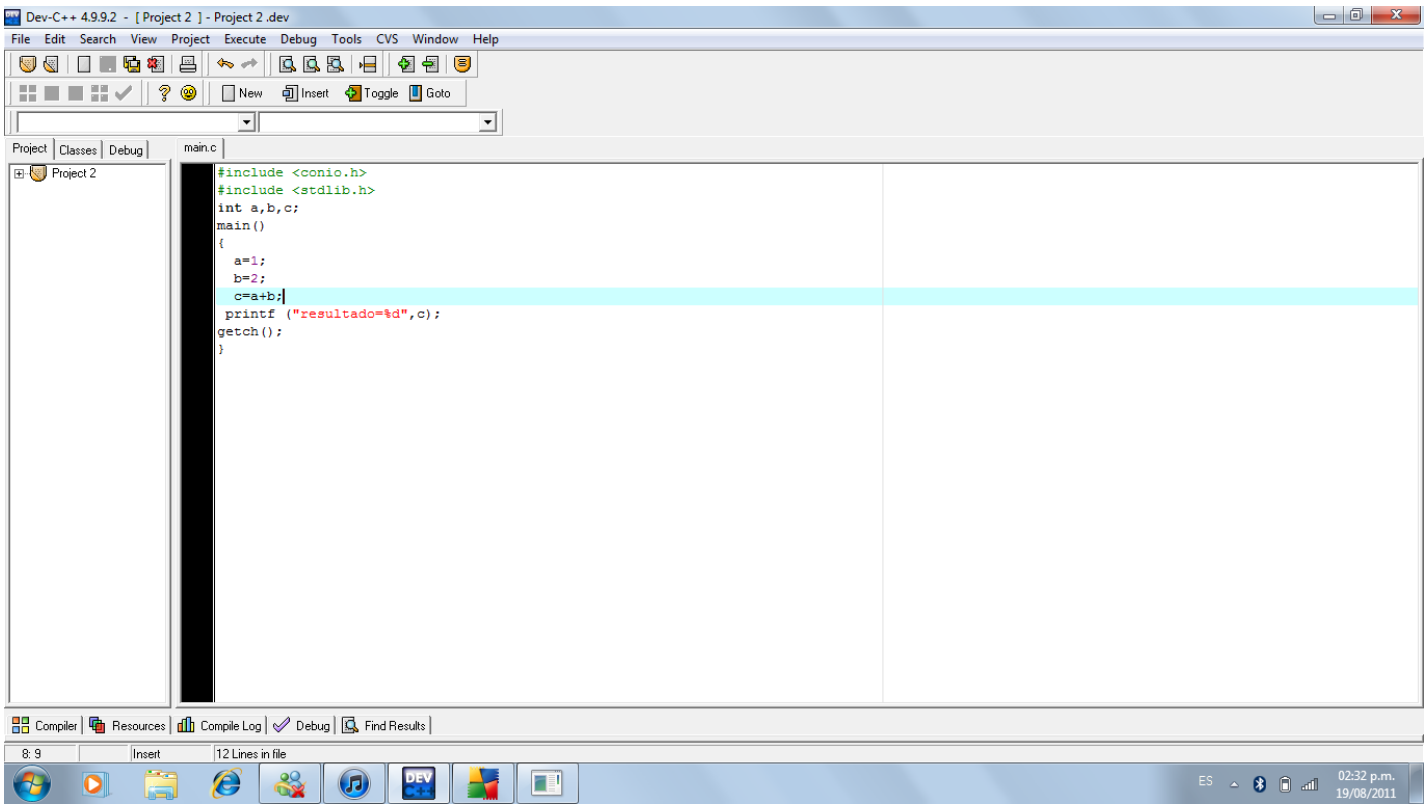 Dev-C++ 4.9.9.2 - [ Project 2 ] - Project 2 .dev
File Edit Search View Project Execute Debug Tools CVS Window Help
New Insert Toggle Goto
Project Classes Debug main.c
Project 2
#include <conio.h>
#include <stdlib.h>
int a,b,c;
main()
{
a=1;
b=2;
c=a+b;
printf ("resultado=%d",c);
getch();
}
Compiler Resources Compile Log Debug Find Results
8: 9 Insert 12 Lines in file
DEV C++ ES 02:32 p.m.
19/08/2011